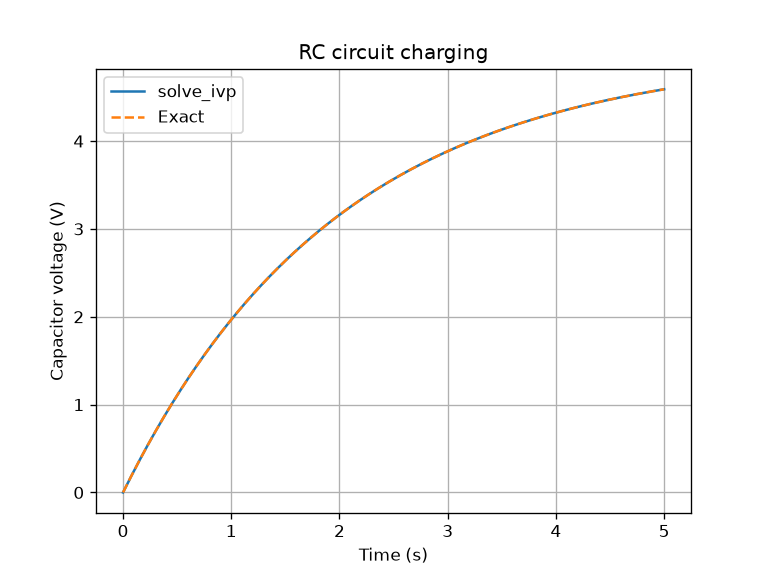 RC circuit charging
solve_ivp
Exact
Capacitor voltage (V)
4
3
2
1
0
0 1 2 3 4 5
Time (s)